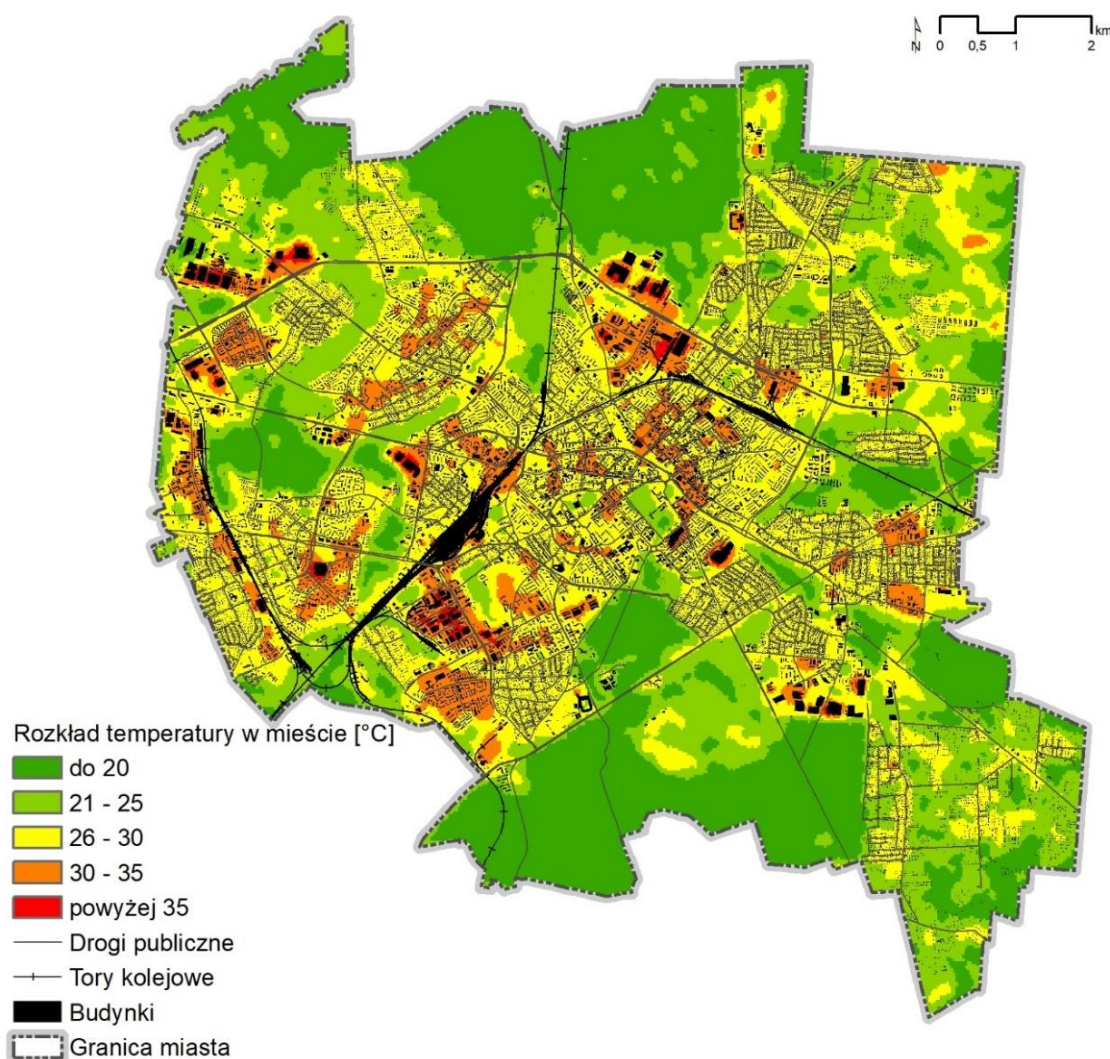 N
km
0 0,5 1 2
Rozkład temperatury w mieście [°C]
do 20
21 - 25
26 - 30
30 - 35
powyżej 35
Drogi publiczne
Tory kolejowe
Budynki
Granica miasta